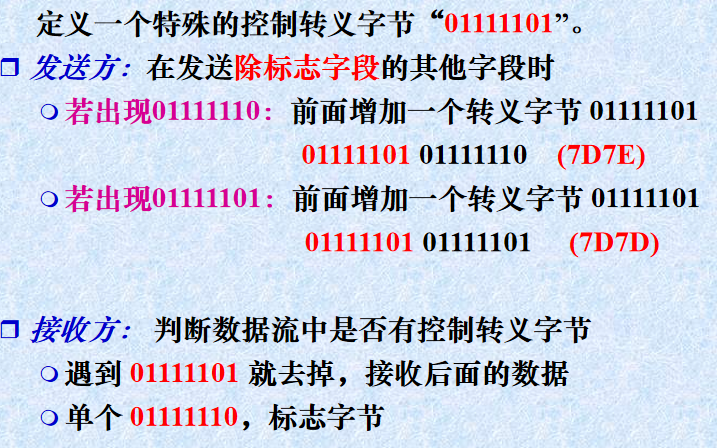 定义一个特殊的控制转义字节“01111101”。
发送方：在发送除标志字段的其他字段时
若出现01111110：前面增加一个转义字节 01111101
01111101 01111110 (7D7E)
若出现01111101：前面增加一个转义字节 01111101
01111101 01111101 (7D7D)
接收方： 判断数据流中是否有控制转义字节
遇到 01111101 就去掉，接收后面的数据
单个 01111110，标志字节